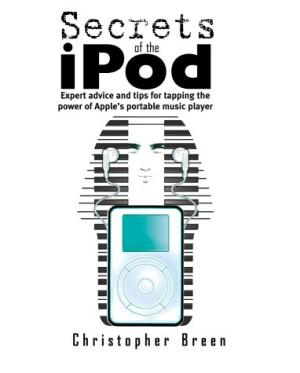 Secrets
of the
iPod
Expert advice and tips for tapping the
power of Apple's portable music player
Christopher Breen